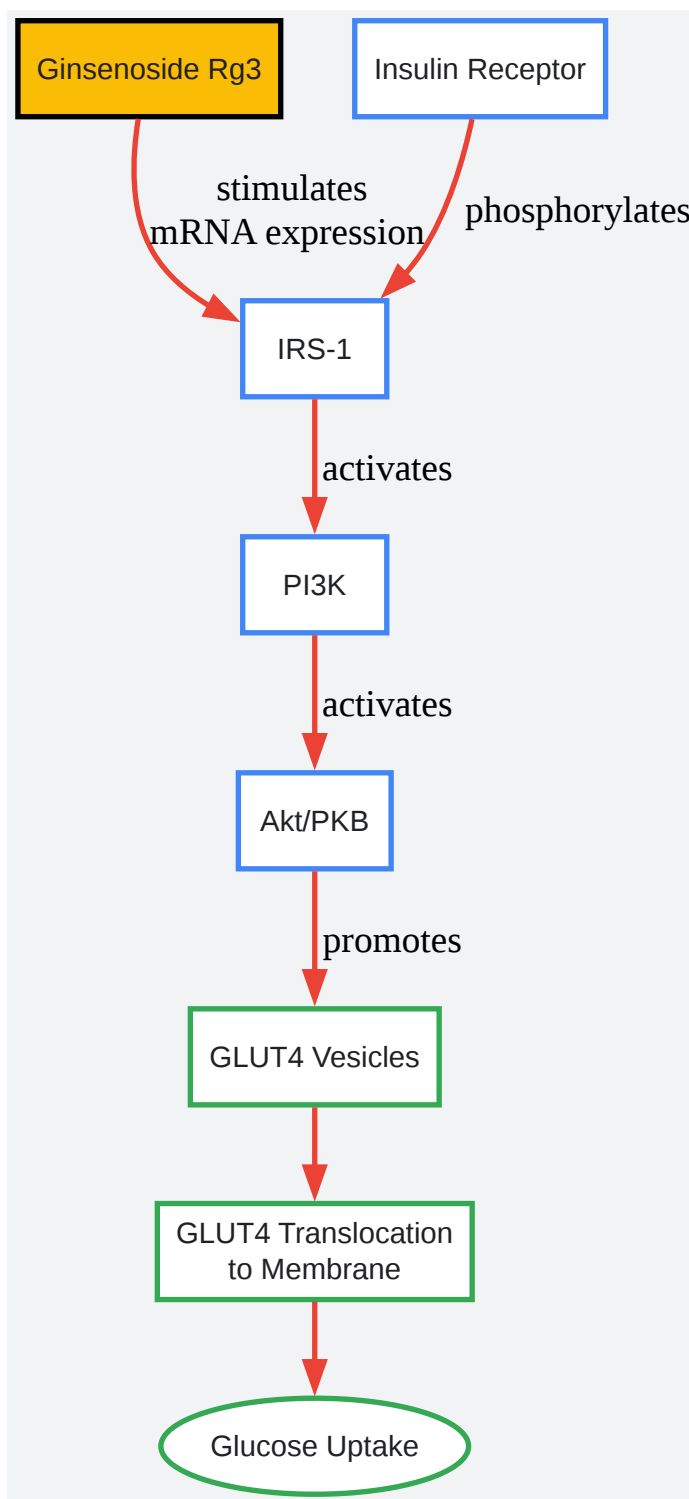 Ginsenoside Rg3
Insulin Receptor
stimulates
mRNA expression
phosphorylates
IRS-1
activates
PI3K
activates
Akt/PKB
promotes
GLUT4 Vesicles
GLUT4 Translocation
to Membrane
Glucose Uptake